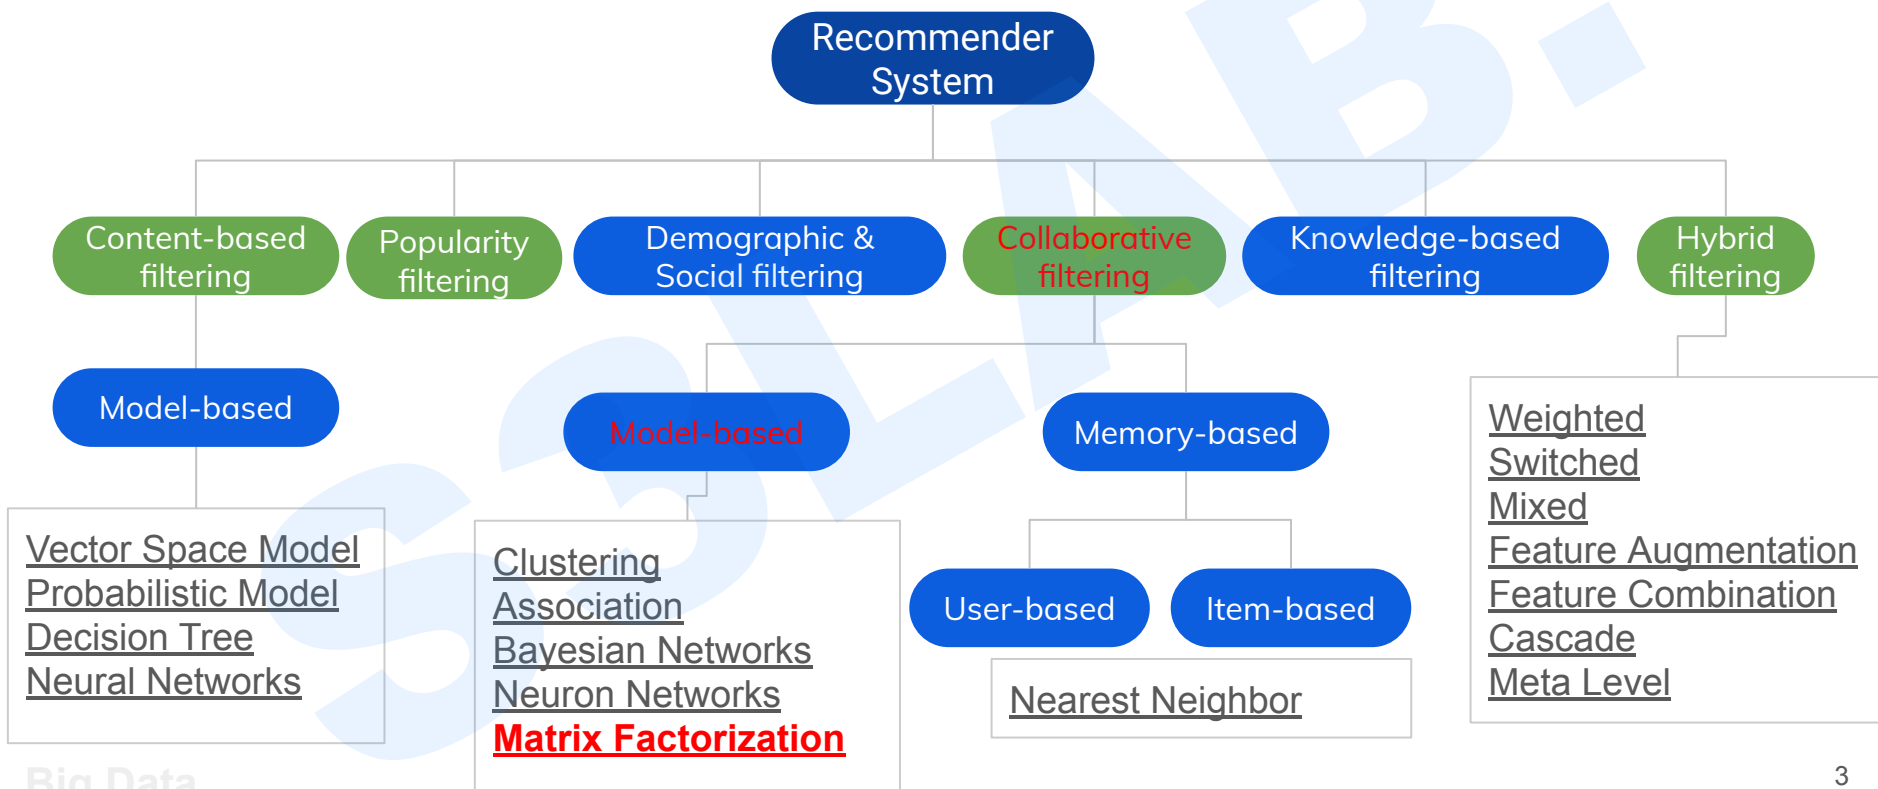 Recommender
System
Content-based
filtering
Popularity
filtering
Demographic &
Social filtering
Collaborative
filtering
Knowledge-based
filtering
Hybrid
filtering
Model-based
Model-based
Memory-based
Vector Space Model
Probabilistic Model
Decision Tree
Neural Networks
Clustering
Association
Bayesian Networks
Neuron Networks
Matrix Factorization
User-based
Item-based
Nearest Neighbor
Weighted
Switched
Mixed
Feature Augmentation
Feature Combination
Cascade
Meta Level
S3LAB.
Big Data
3